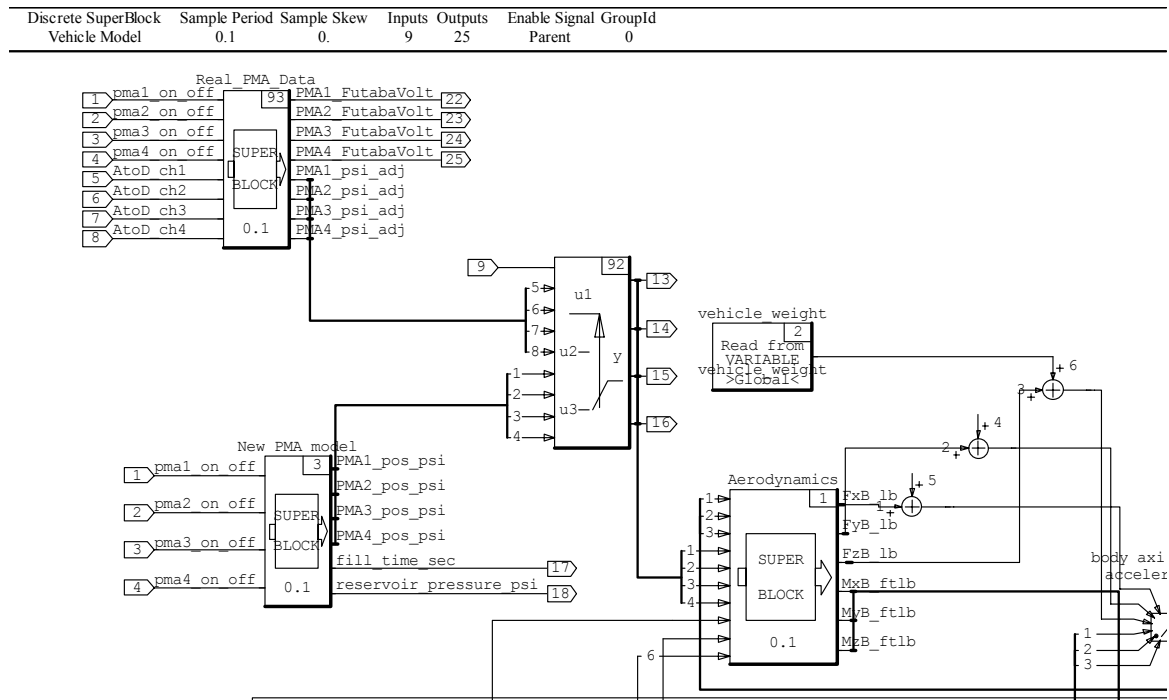 Discrete SuperBlock Sample Period Sample Skew Inputs Outputs Enable Signal GroupId
Vehicle Model 0.1 0. 9 25 Parent 0
Real_PMA_Data
93
1 pma1_on_off PMA1_FutabaVolt 22
2 pma2_on_off PMA2_FutabaVolt 23
3 pma3_on_off PMA3_FutabaVolt 24
4 pma4_on_off PMA4_FutabaVolt 25
SUPER
BLOCK
5 AtoD_ch1 PMA1_psi_adj
6 AtoD_ch2 PMA2_psi_adj
7 AtoD_ch3 PMA3_psi_adj
8 AtoD_ch4 PMA4_psi_adj
0.1
9 92 13
5 u1
6 14
7
8 u2 y 15
1
2
3 u3 16
4
vehicle_weight
2
Read from
VARIABLE
vehicle_weight
>Global<
+ 6
3 +
+ 4
2 +
+ 5
1 +
New PMA model
3
1 pma1_on_off PMA1_pos_psi
2 pma2_on_off PMA2_pos_psi
SUPER
3 pma3_on_off PMA3_pos_psi
BLOCK
PMA4_pos_psi
fill_time_sec 17
4 pma4_on_off 0.1 reservoir_pressure_psi 18
Aerodynamics
1
1 FxB_lb
2 FyB_lb
3
1 SUPER FzB_lb
2
3 BLOCK MxB_ftlb
4
MyB_ftlb
0.1
6 MzB_ftlb
body axi
acceler
1
2
3